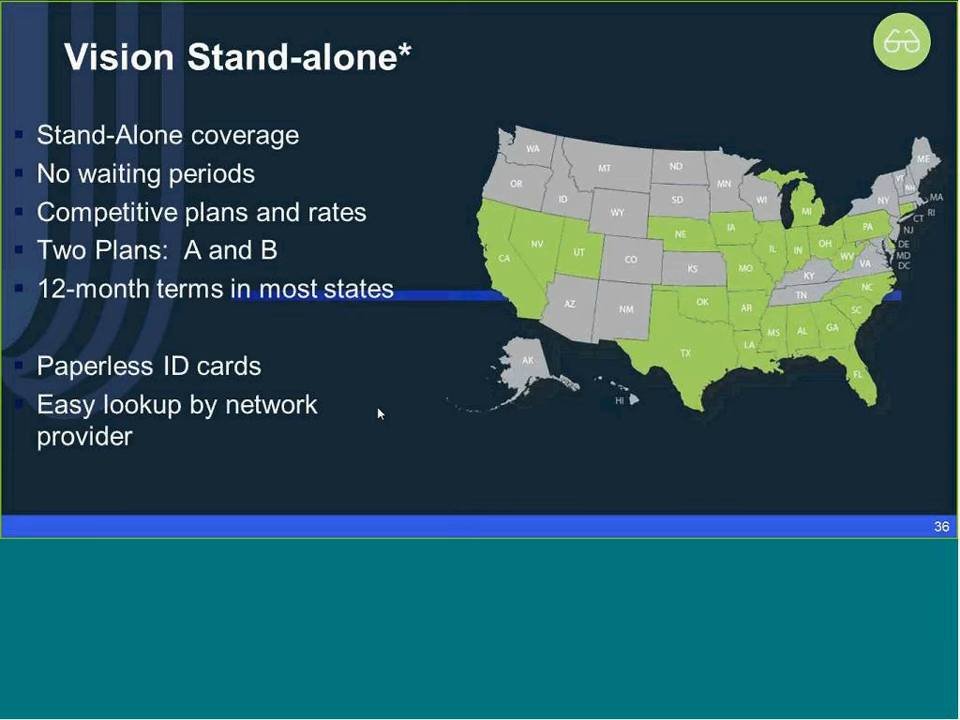 Vision Stand-alone*
Stand-Alone coverage
No waiting periods
Competitive plans and rates
Two Plans: A and B
12-month terms in most states
Paperless ID cards
Easy lookup by network
provider
WA
MT
ND
MN
OR
ID
SD
WI
MI
WY
ME
VT
NH
NY
MA
RI
CT
NJ
NV
UT
CA
CO
NE
IA
IL
IN
OH
PA
DE
MD
DC
WV
VA
KS
MO
KY
NC
AZ
NM
OK
AR
TN
SC
TX
LA
MS
AL
GA
FL
AK
HI
36